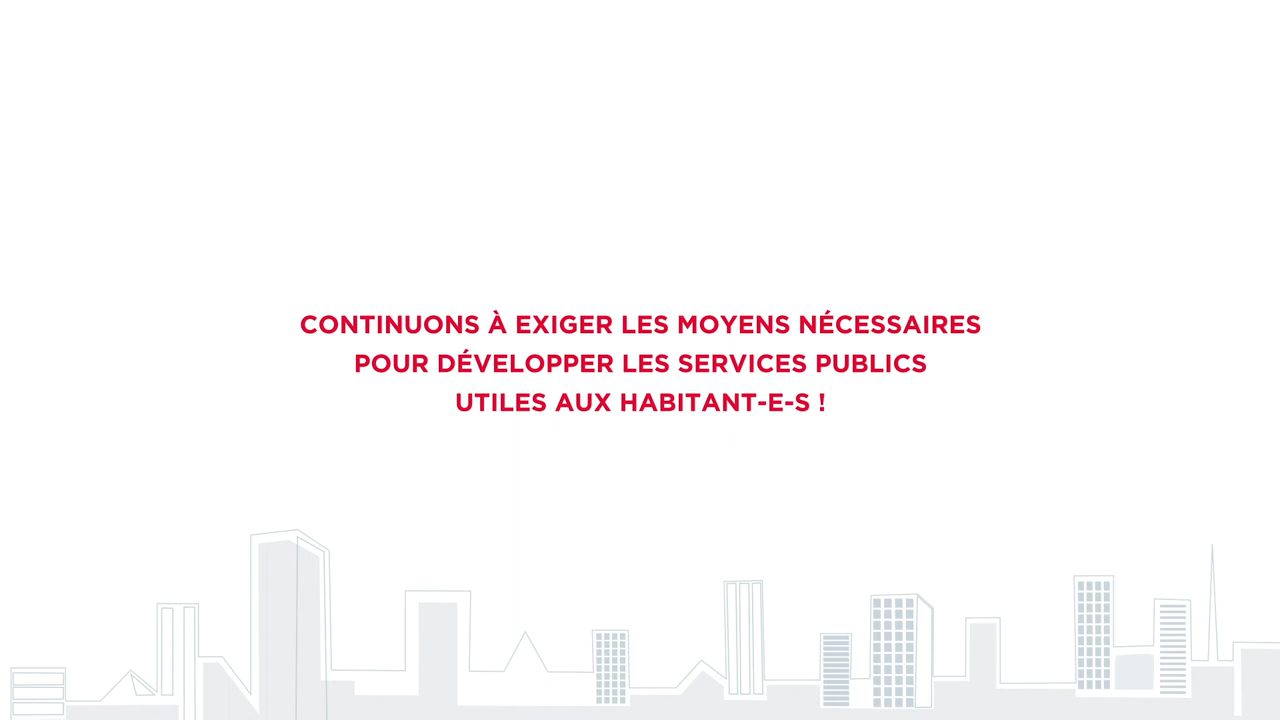 CONTINUONS À EXIGER LES MOYENS NÉCESSAIRES
POUR DÉVELOPPER LES SERVICES PUBLICS
UTILES AUX HABITANT-E-S !